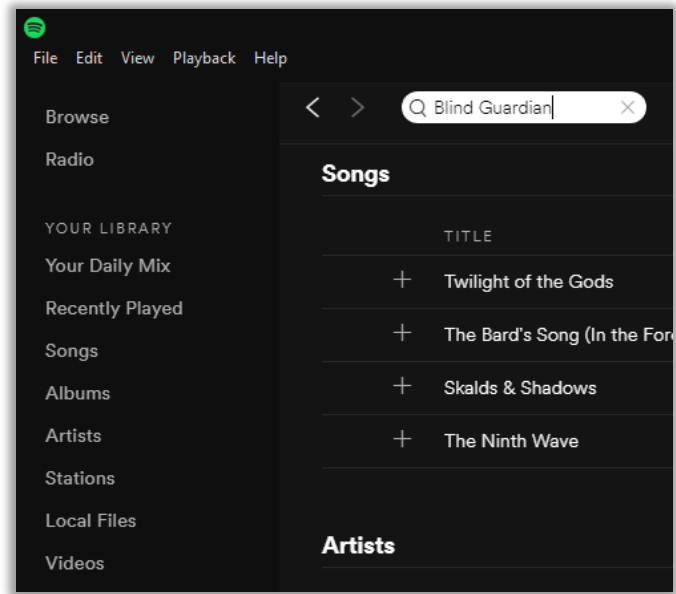 File Edit View Playback Help
Browse
Radio
YOUR LIBRARY
Your Daily Mix
Recently Played
Songs
Albums
Artists
Stations
Local Files
Videos
Blind Guardian
Songs
TITLE
Twilight of the Gods
The Bard's Song (In the For
Skalds & Shadows
The Ninth Wave
Artists